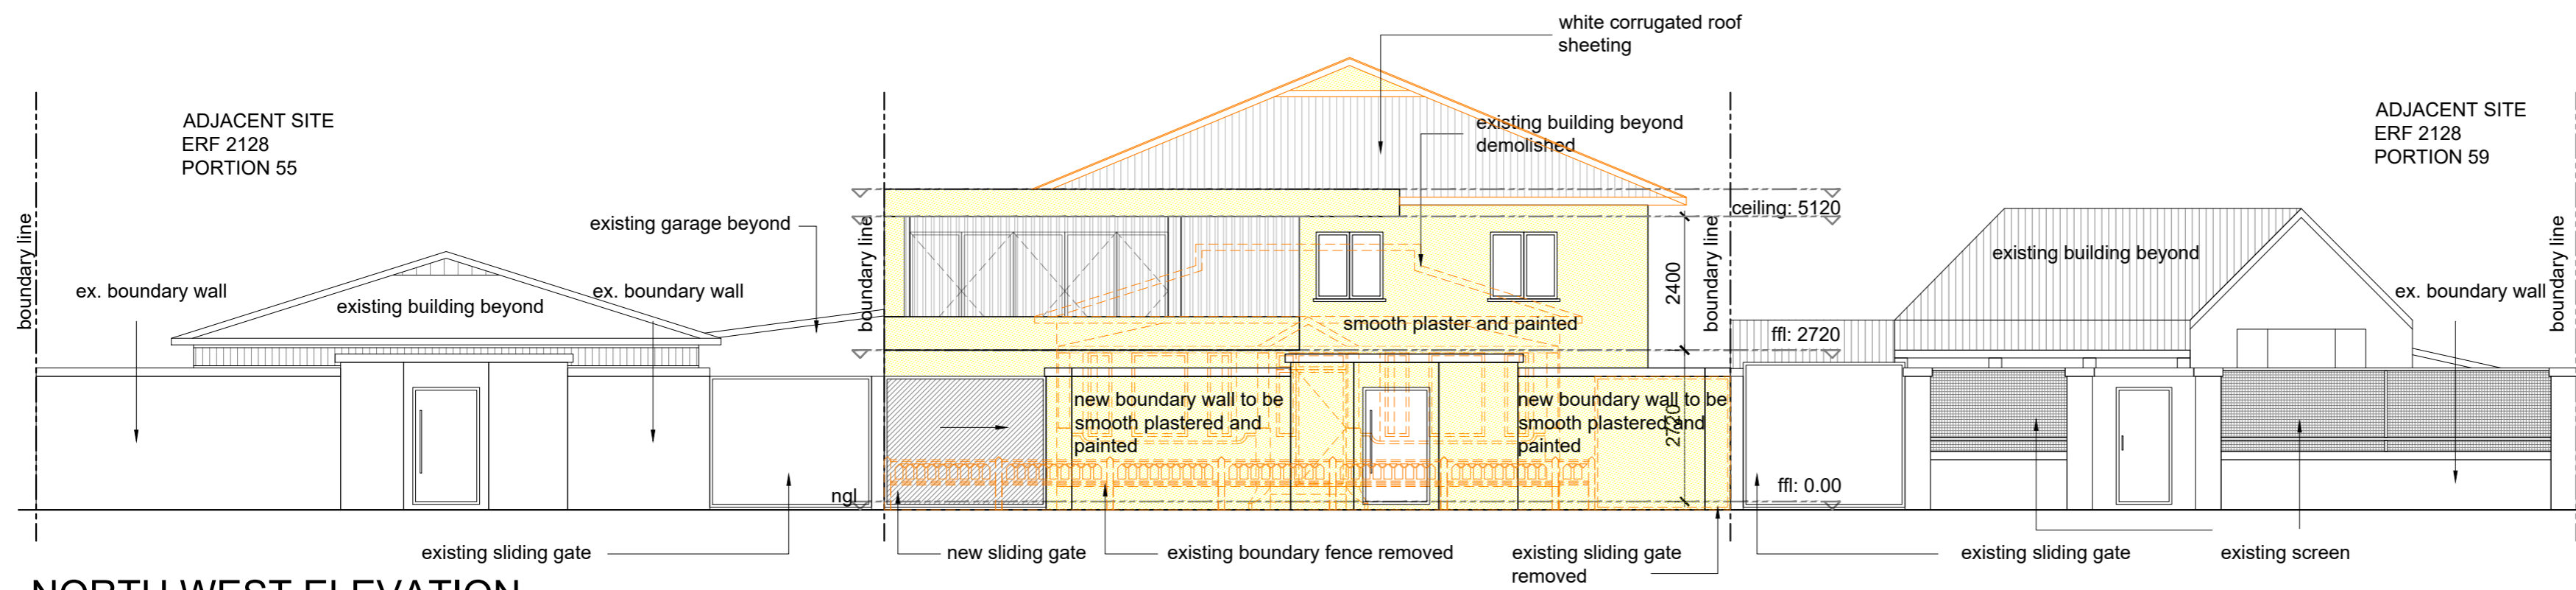 white corrugated roof
sheeting
ADJACENT SITE
ERF 2128
PORTION 55
existing building beyond
demolished
ADJACENT SITE
ERF 2128
PORTION 59
ceiling: 5120
existing garage beyond
boundary line
boundary line
boundary line
boundary line
existing building beyond
ex. boundary wall
ex. boundary wall
existing building beyond
2400
ex. boundary wall
smooth plaster and painted
ffl: 2720
new boundary wall to be
smooth plastered and
painted
new boundary wall to be
smooth plastered and
painted
2720
ngl
ffl: 0.00
existing sliding gate
new sliding gate
existing boundary fence removed
existing sliding gate
removed
existing sliding gate
existing screen
NORTH WEST ELEVATION